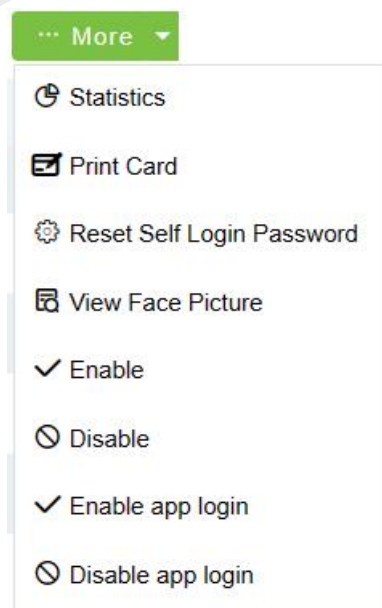 ... More
Statistics
Print Card
Reset Self Login Password
View Face Picture
Enable
Disable
Enable app login
Disable app login